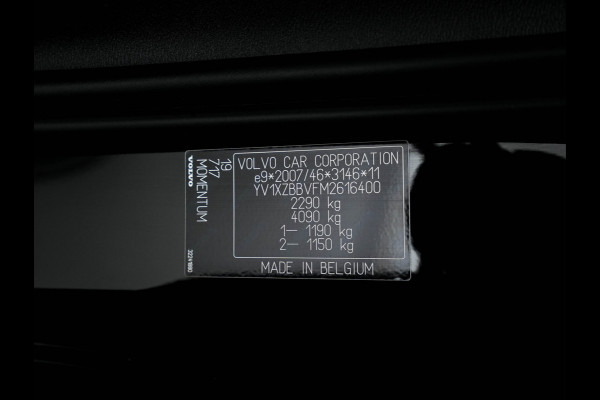 VOLVO CAR CORPORATION
e9*2007/46*3146*11
YV1XZBBVFM2616400
2290 kg
4090 kg
1– 1190 kg
2– 1150 kg
MADE IN BELGIUM
19
717
MOMENTUM
VOLVO